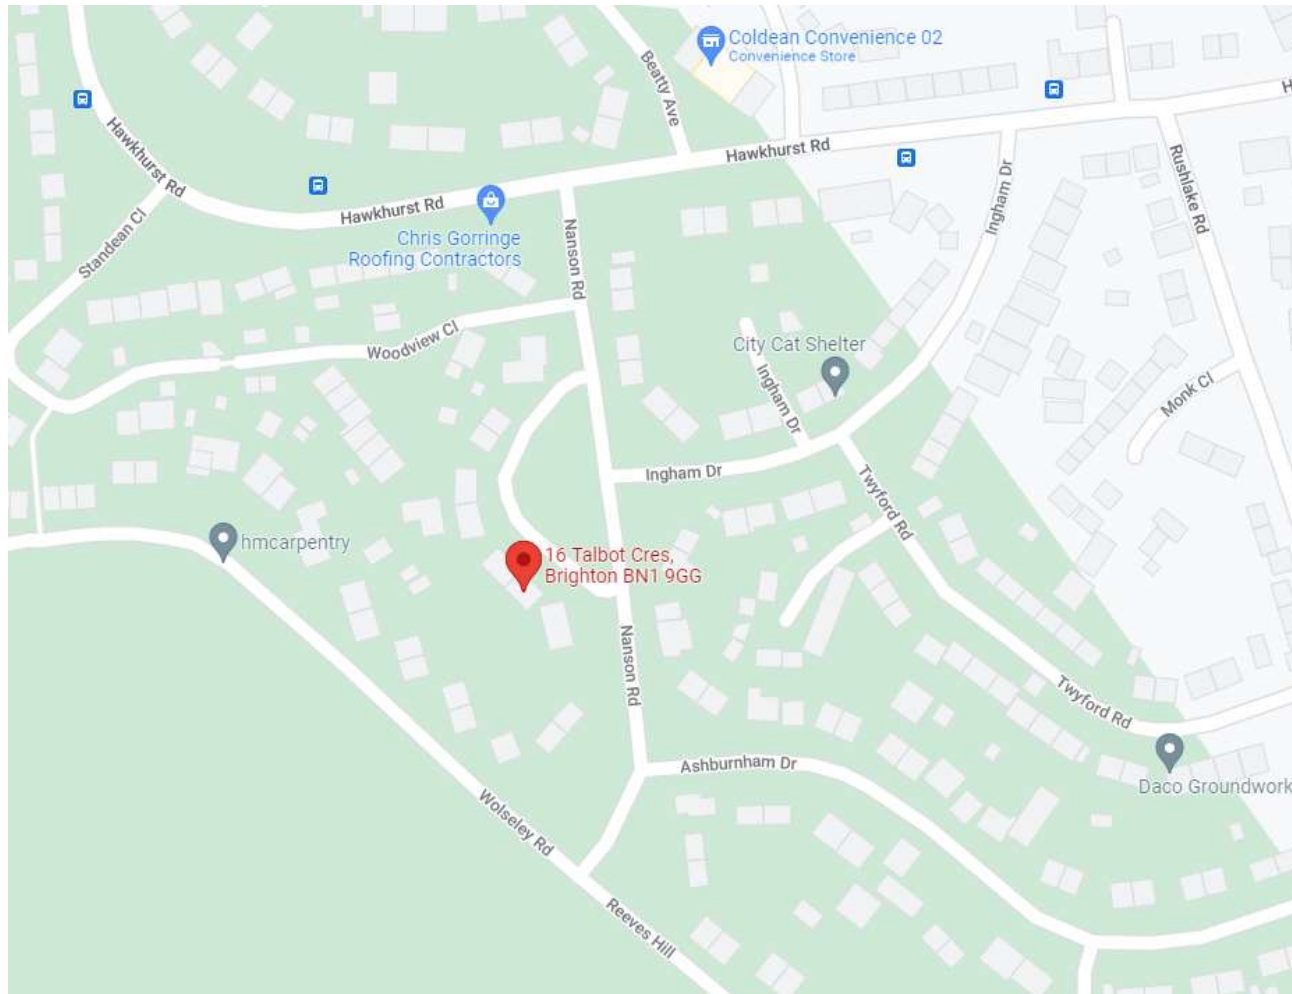 Coldean Convenience 02
Convenience Store
Beatty Ave
H
Hawkhurst Rd
Hawkhurst Rd
Hawkhurst Rd
Ingham Dr
Rushlake Rd
Standean Cl
Chris Gorringe
Roofing Contractors
Nanson Rd
Woodview Cl
City Cat Shelter
Ingham Dr
Monk Cl
Ingham Dr
Twyford Rd
hmcarpentry
16 Talbot Cres,
Brighton BN1 9GG
Nanson Rd
Twyford Rd
Ashburnham Dr
Daco Groundwork
Wolseley Rd
Reeves Hill